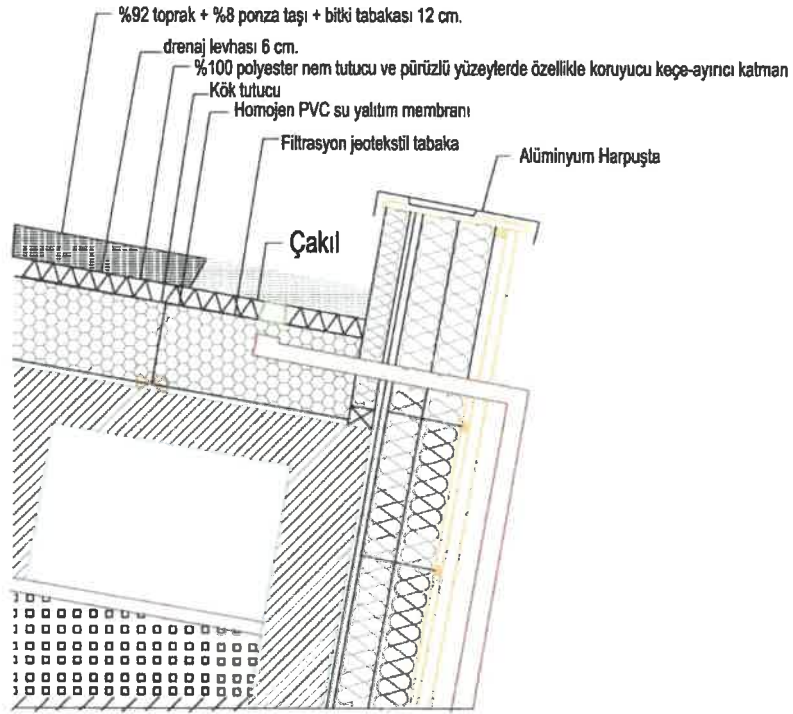 %92 toprak + %8 ponza taşı + bitki tabakası 12 cm.
drenaj levhası 6 cm.
%100 polyester nem tutucu ve pürüzlü yüzeylerde özellikle koruyucu keçe-ayırıcı katman
Kök tutucu
Homojen PVC su yalıtım membranı
Filtrasyon jeotekstil tabaka
Alüminyum Harpuşta
Çakıl